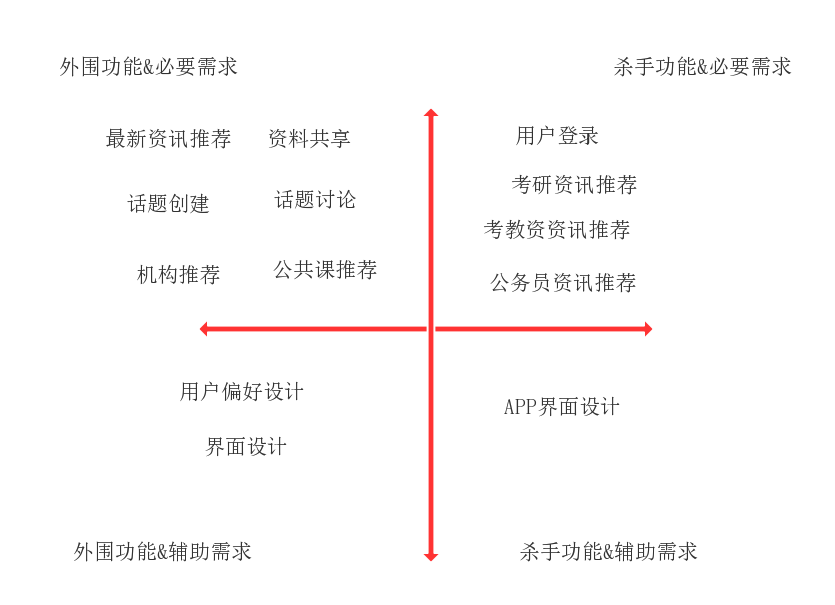 外围功能&必要需求
杀手功能&必要需求
最新资讯推荐 资料共享
用户登录
话题创建 话题讨论
考研资讯推荐
考教资资讯推荐
机构推荐 公共课推荐
公务员资讯推荐
用户偏好设计
APP界面设计
界面设计
外围功能&辅助需求
杀手功能&辅助需求